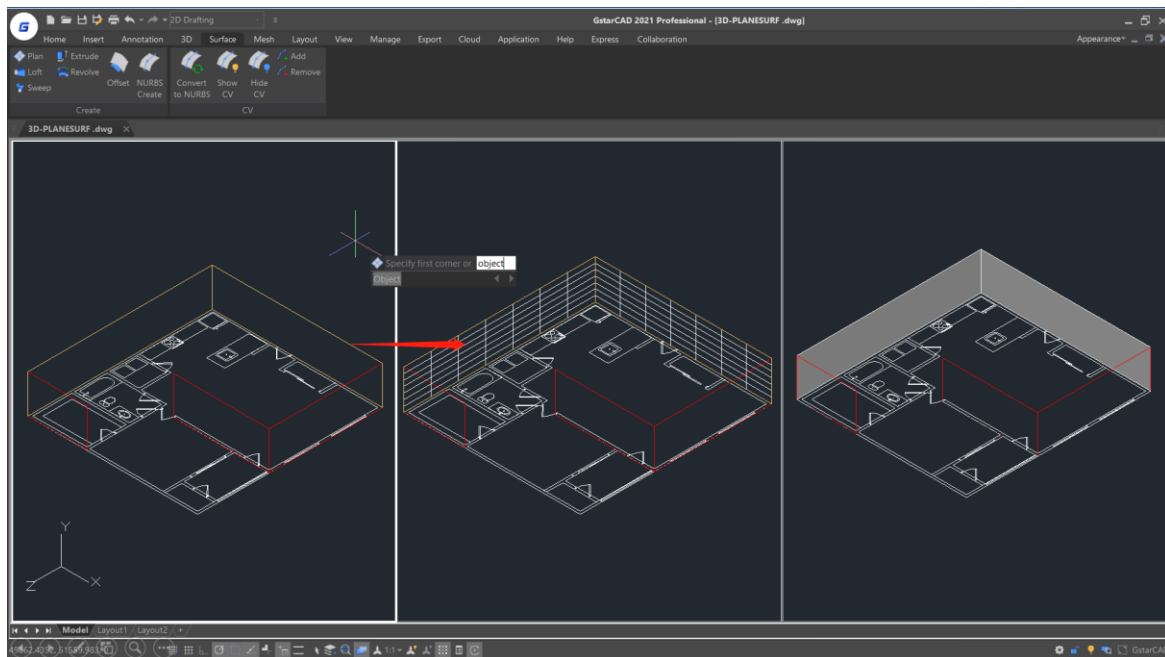 2D Drafting
GstarCAD 2021 Professional - [3D-PLANESURF .dwg]
Home Insert Annotation 3D Surface Mesh Layout View Manage Export Cloud Application Help Express Collaboration Appearance
Plan Extrude
Loft Revolve
Sweep
Offset NURBS Create
Create
Convert to NURBS Show CV Hide CV
Add
Remove
CV
3D-PLANESURF .dwg
Specify first corner or object
Object
Y
Z X
Model Layout1 Layout2 +
1:1
GstarCAD